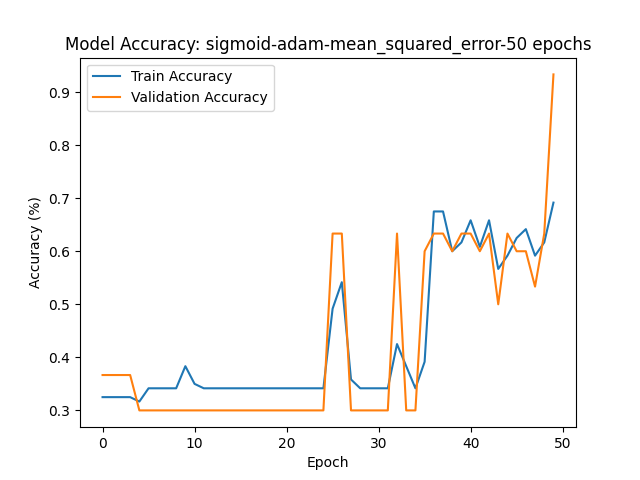 Model Accuracy: sigmoid-adam-mean_squared_error-50 epochs
Train Accuracy
Validation Accuracy
Accuracy (%)
0.9
0.8
0.7
0.6
0.5
0.4
0.3
0 10 20 30 40 50
Epoch